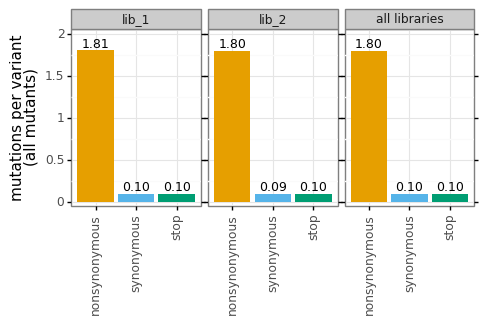 lib_1
lib_2
all libraries
mutations per variant
(all mutants)
2
1.5
1
0.5
0
1.81
0.10
0.10
1.80
0.09
0.10
1.80
0.10
0.10
nonsynonymous
synonymous
stop
nonsynonymous
synonymous
stop
nonsynonymous
synonymous
stop